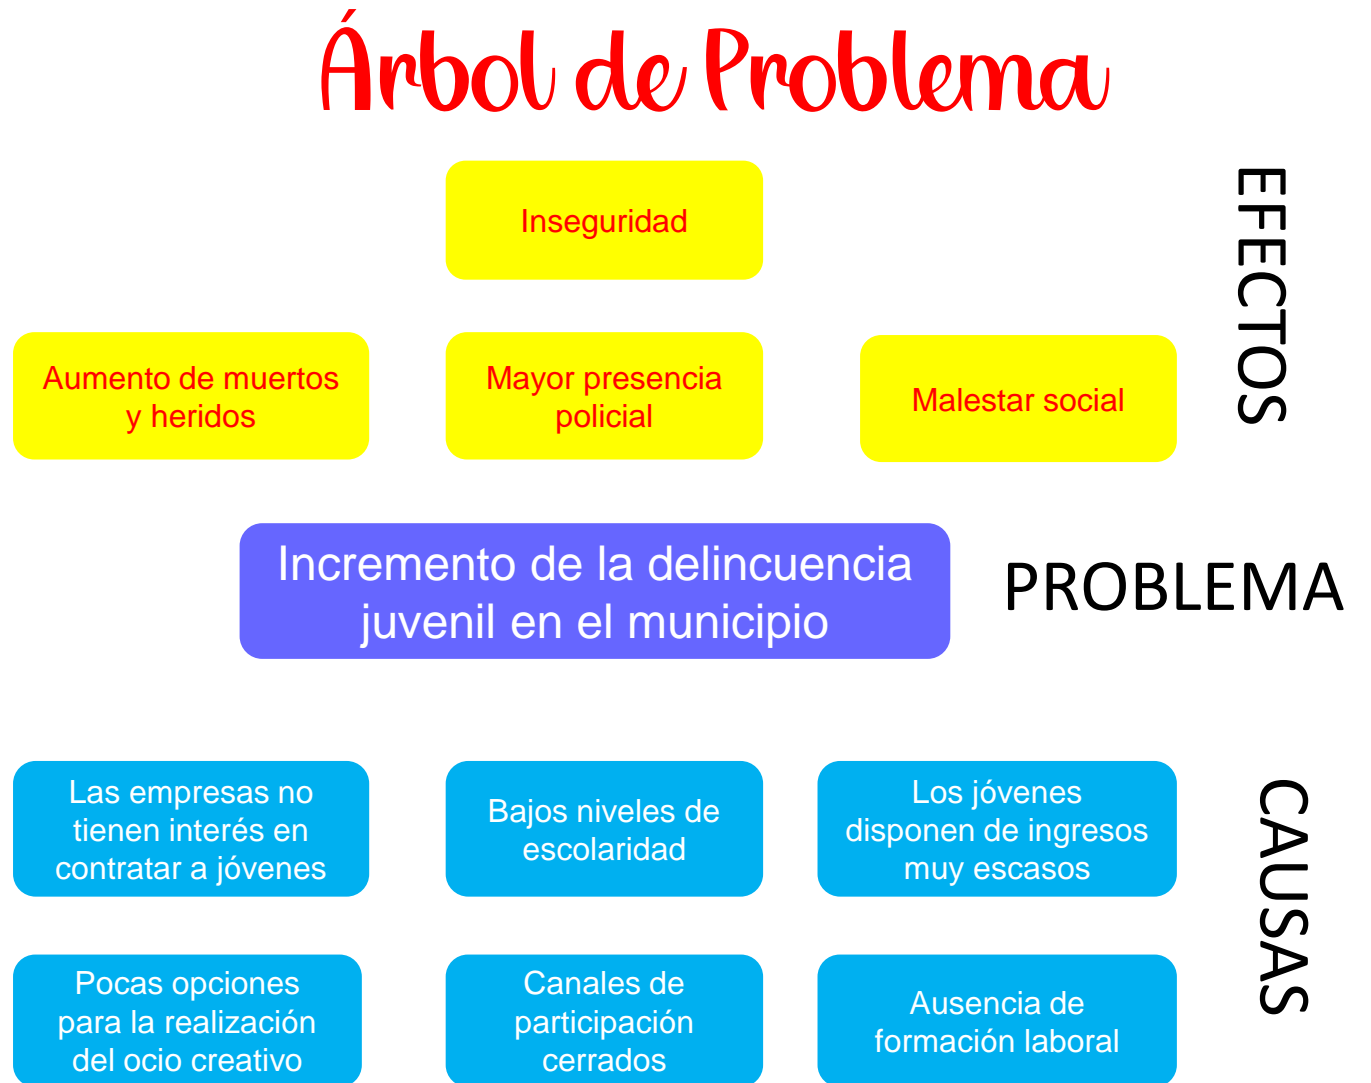 Árbol de Problema
Inseguridad
EFECTOS
Aumento de muertos
y heridos
Mayor presencia
policial
Malestar social
Incremento de la delincuencia
juvenil en el municipio
PROBLEMA
Las empresas no
tienen interés en
contratar a jóvenes
Bajos niveles de
escolaridad
Los jóvenes
disponen de ingresos
muy escasos
CAUSAS
Pocas opciones
para la realización
del ocio creativo
Canales de
participación
cerrados
Ausencia de
formación laboral